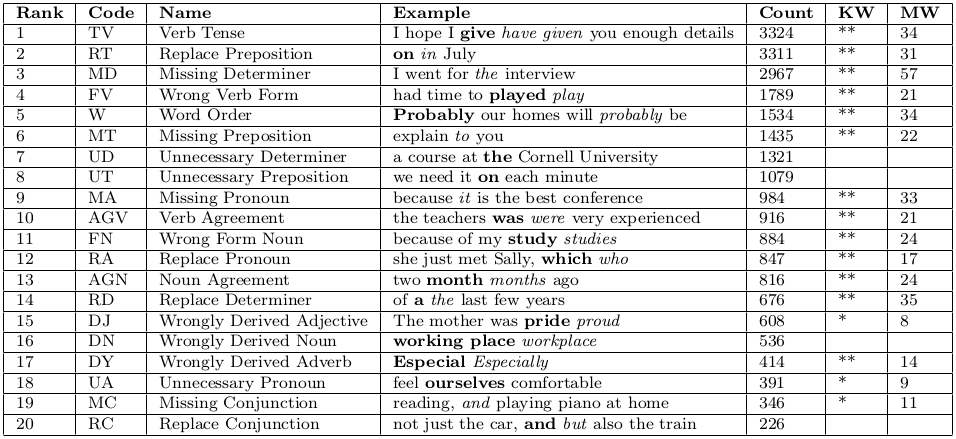 Rank Code Name Example Count KW MW
1 TV Verb Tense I hope I give have given you enough details 3324 ** 34
2 RT Replace Preposition on in July 3311 ** 31
3 MD Missing Determiner I went for the interview 2967 ** 57
4 FV Wrong Verb Form had time to played play 1789 ** 21
5 W Word Order Probably our homes will probably be 1534 ** 34
6 MT Missing Preposition explain to you 1435 ** 22
7 UD Unnecessary Determiner a course at the Cornell University 1321
8 UT Unnecessary Preposition we need it on each minute 1079
9 MA Missing Pronoun because it is the best conference 984 ** 33
10 AGV Verb Agreement the teachers was were very experienced 916 ** 21
11 FN Wrong Form Noun because of my study studies 884 ** 24
12 RA Replace Pronoun she just met Sally, which who 847 ** 17
13 AGN Noun Agreement two month months ago 816 ** 24
14 RD Replace Determiner of a the last few years 676 ** 35
15 DJ Wrongly Derived Adjective The mother was pride proud 608 * 8
16 DN Wrongly Derived Noun working place workplace 536
17 DY Wrongly Derived Adverb Especial Especially 414 ** 14
18 UA Unnecessary Pronoun feel ourselves comfortable 391 * 9
19 MC Missing Conjunction reading, and playing piano at home 346 * 11
20 RC Replace Conjunction not just the car, and but also the train 226